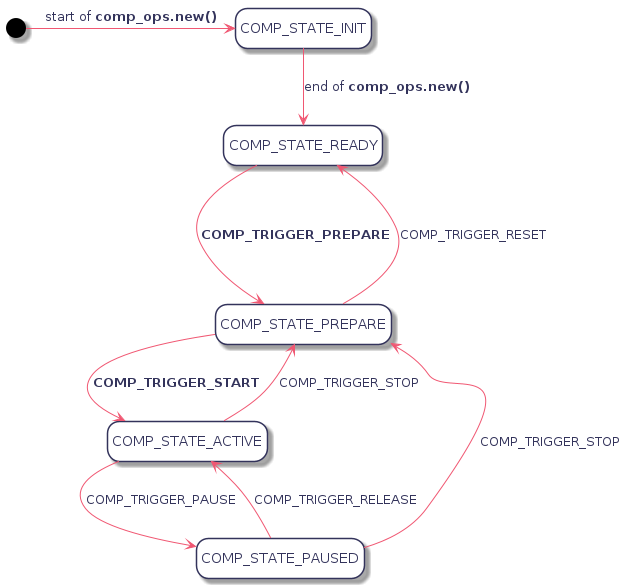 start of comp_ops.new()
COMP_STATE_INIT
end of comp_ops.new()
COMP_STATE_READY
COMP_TRIGGER_PREPARE
COMP_TRIGGER_RESET
COMP_STATE_PREPARE
COMP_TRIGGER_START
COMP_TRIGGER_STOP
COMP_STATE_ACTIVE
COMP_TRIGGER_STOP
COMP_TRIGGER_PAUSE
COMP_TRIGGER_RELEASE
COMP_STATE_PAUSED